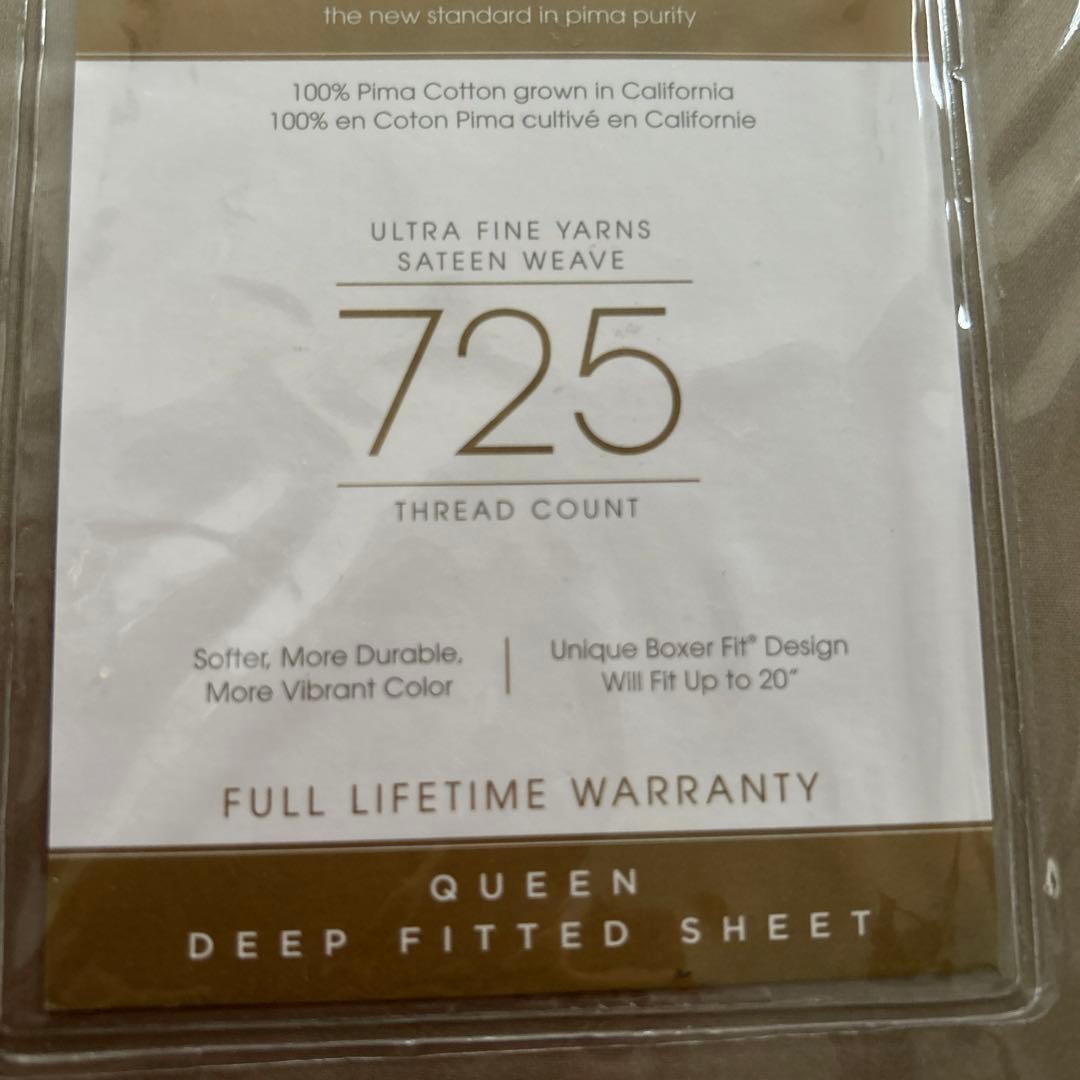 the new standard in pima purity
100% Pima Cotton grown in California
100% en Coton Pima cultivé en Californie
ULTRA FINE YARNS
SATEEN WEAVE
725
THREAD COUNT
Softer, More Durable,
More Vibrant Color
Unique Boxer Fit® Design
Will Fit Up to 20"
FULL LIFETIME WARRANTY
QUEEN
DEEP FITTED SHEET